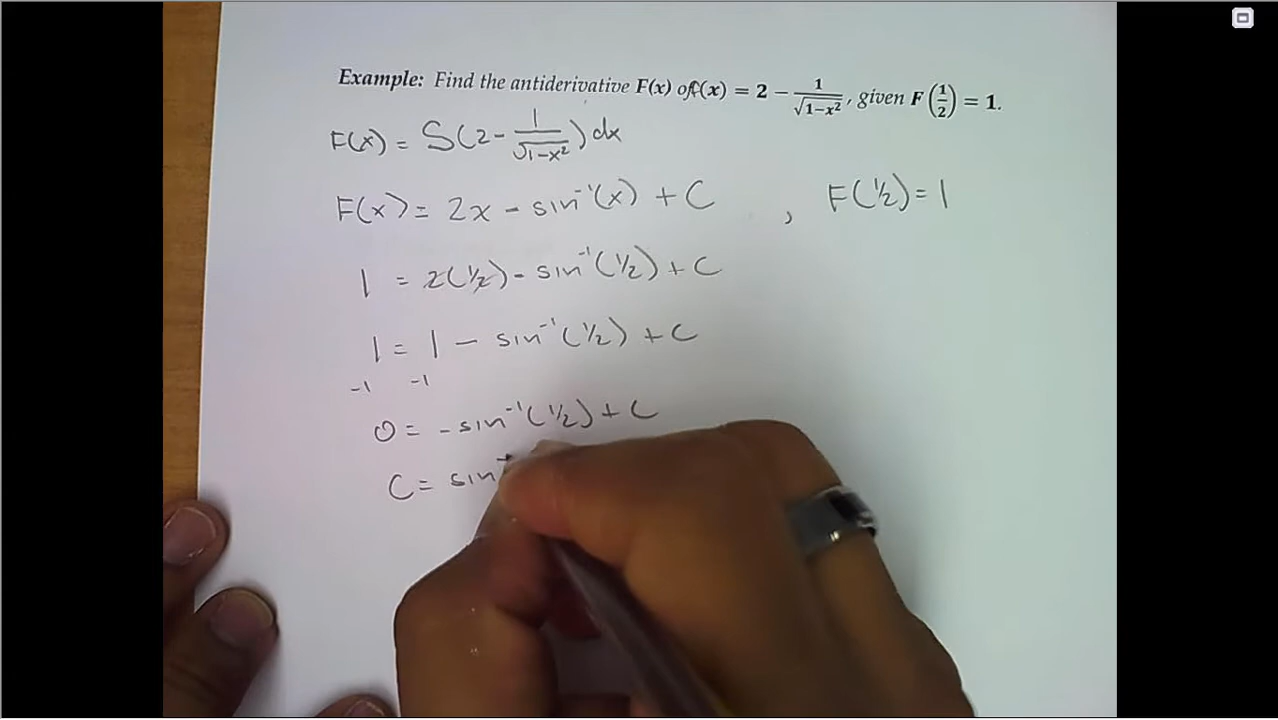 Example: Find the antiderivative F(x) of f(x) = 2 − 1/√1−x², given F(1/2) = 1.
F(x) = S(2 - 1/√1-x²)dx
F(x) = 2x - sin⁻¹(x) + C , F(1/2) = 1
1 = 2(1/2) - sin⁻¹(1/2) + C
1 = 1 - sin⁻¹(1/2) + C
-1 -1
0 = -sin⁻¹(1/2) + C
C = sin